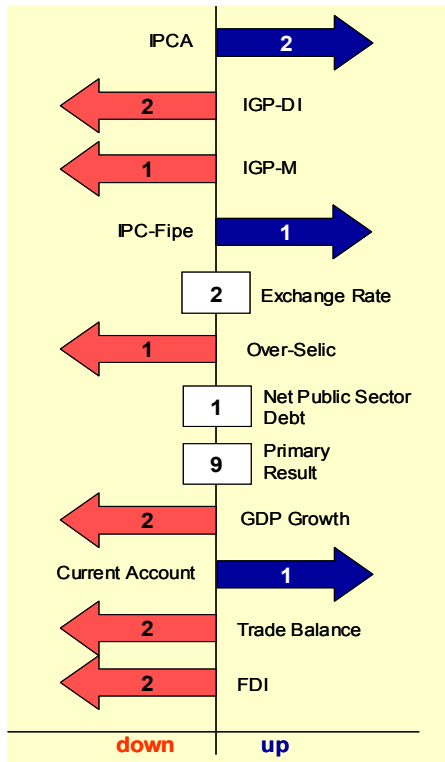 IPCA 2
2 IGP-DI
1 IGP-M
IPC-Fipe 1
2 Exchange Rate
1 Over-Selic
1 Net Public Sector
Debt
9 Primary
Result
2 GDP Growth
Current Account 1
2 Trade Balance
2 FDI
down up